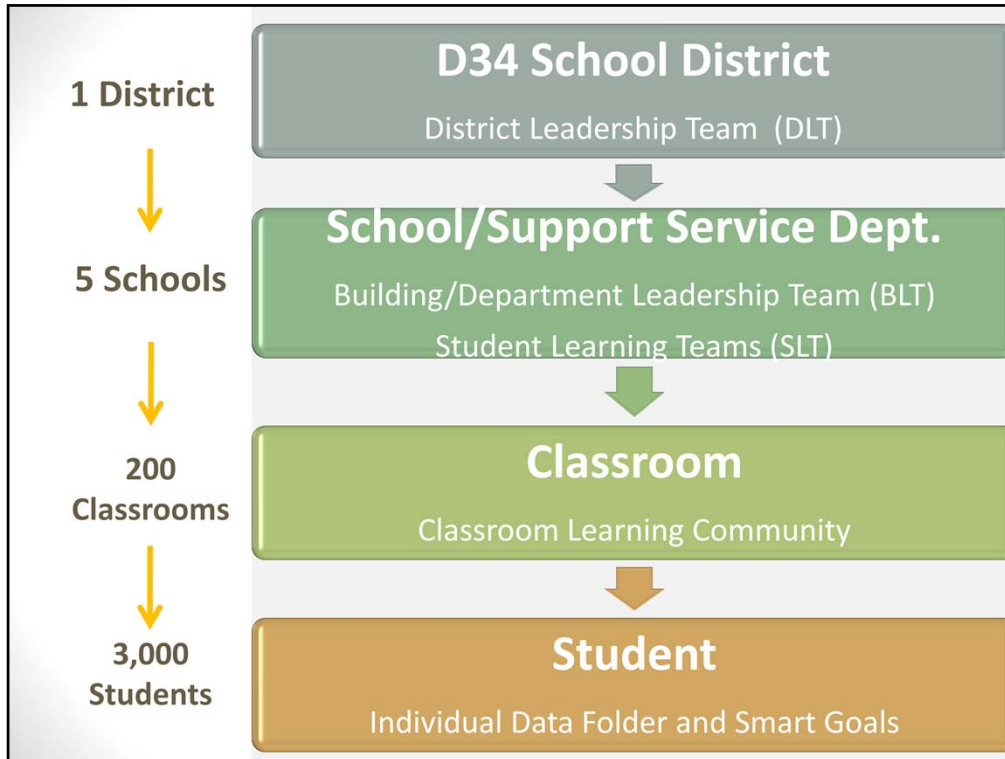 1 District
D34 School District
District Leadership Team (DLT)
5 Schools
School/Support Service Dept.
Building/Department Leadership Team (BLT)
Student Learning Teams (SLT)
200
Classrooms
Classroom
Classroom Learning Community
3,000
Students
Student
Individual Data Folder and Smart Goals